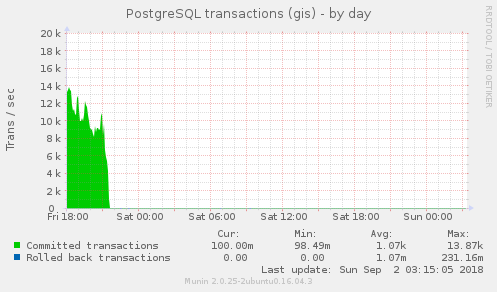 PostgreSQL transactions (gis) - by day
RRDTOOL / TOBI OETIKER
Trans / sec
20 k
18 k
16 k
14 k
12 k
10 k
8 k
6 k
4 k
2 k
0
Fri 18:00 Sat 00:00 Sat 06:00 Sat 12:00 Sat 18:00 Sun 00:00
Cur: Min: Avg: Max:
Committed transactions 100.00m 98.49m 1.07k 13.87k
Rolled back transactions 0.00 0.00 1.07m 231.16m
Last update: Sun Sep 2 03:15:05 2018
Munin 2.0.25-2ubuntu0.16.04.3